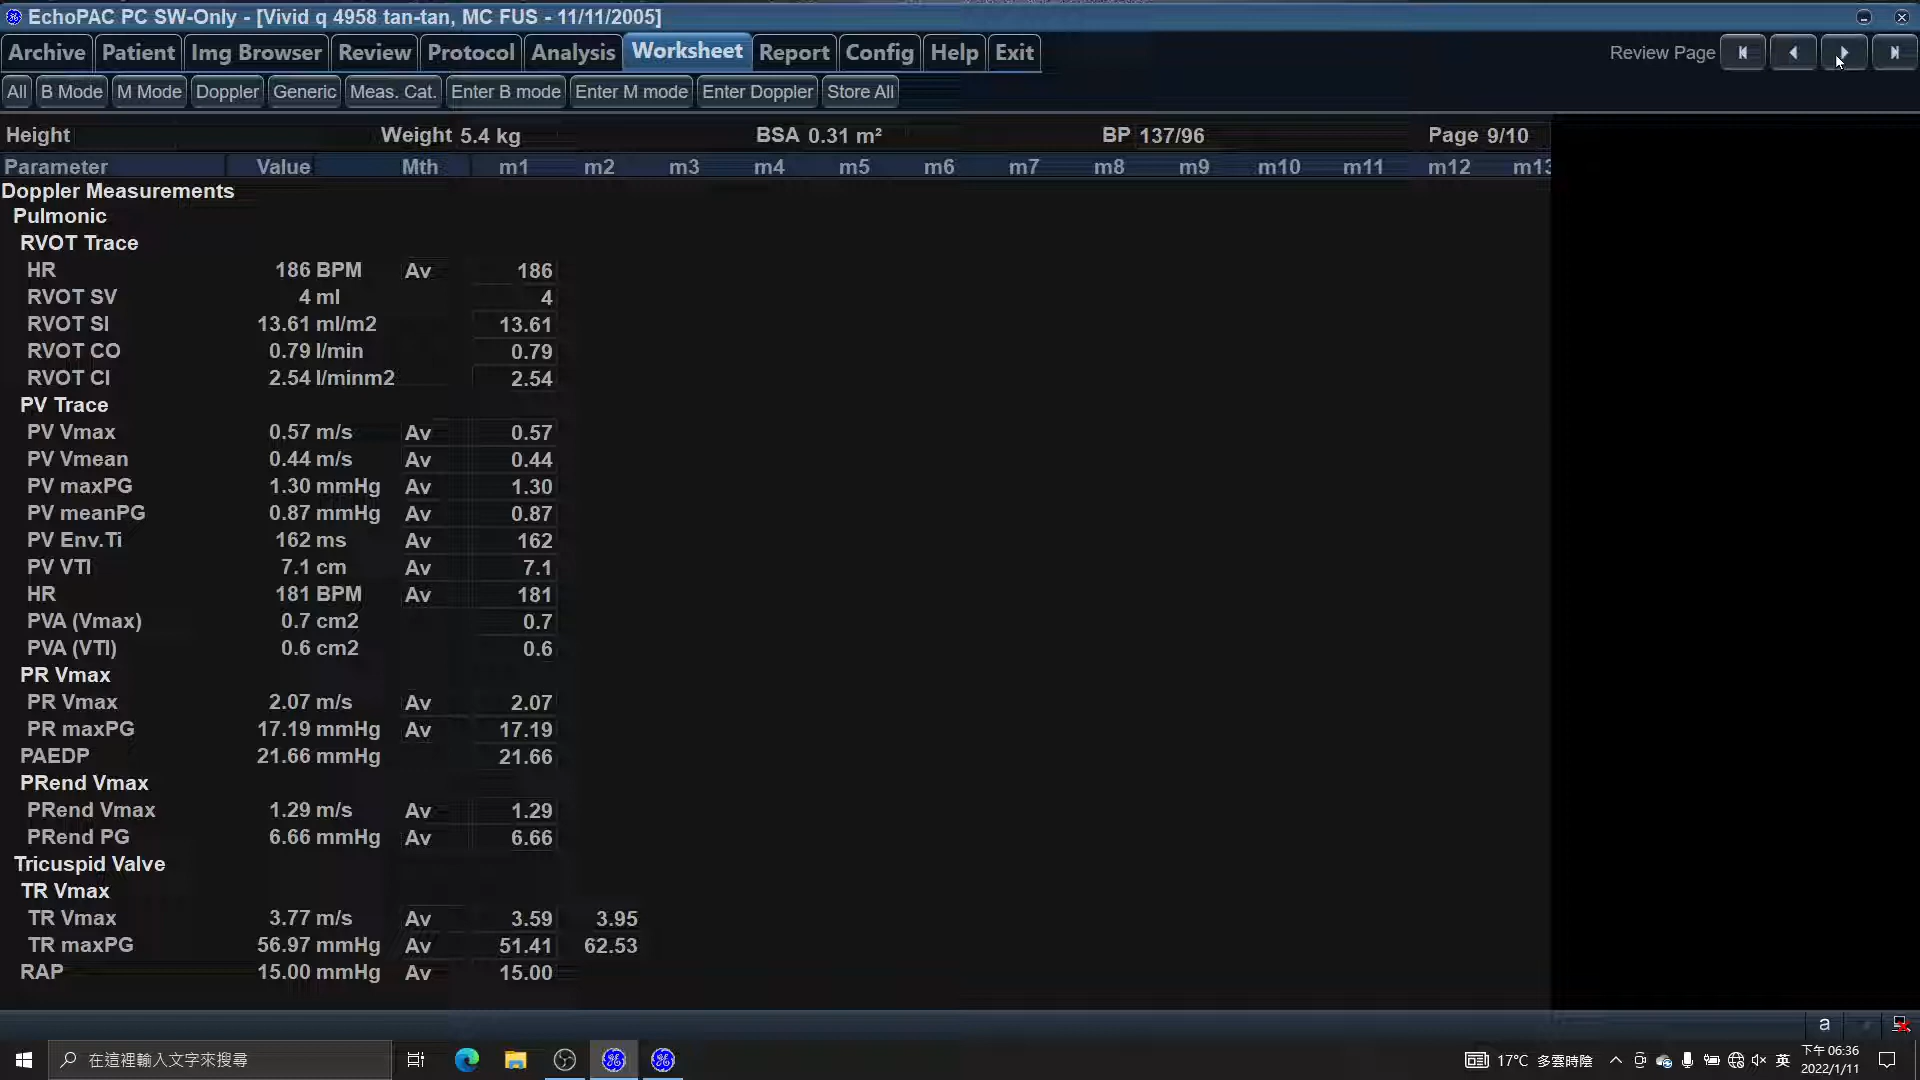 EchoPAC PC SW-Only - [Vivid q 4958 tan-tan, MC FUS - 11/11/2005]
Archive Patient Img Browser Review Protocol Analysis Worksheet Report Config Help Exit Review Page
All B Mode M Mode Doppler Generic Meas. Cat. Enter B mode Enter M mode Enter Doppler Store All
Height Weight 5.4 kg BSA 0.31 m² BP 137/96 Page 9/10
Parameter Value Mth m1 m2 m3 m4 m5 m6 m7 m8 m9 m10 m11 m12 m13
Doppler Measurements
Pulmonic
RVOT Trace
HR 186 BPM Av 186
RVOT SV 4 ml 4
RVOT SI 13.61 ml/m2 13.61
RVOT CO 0.79 l/min 0.79
RVOT CI 2.54 l/minm2 2.54
PV Trace
PV Vmax 0.57 m/s Av 0.57
PV Vmean 0.44 m/s Av 0.44
PV maxPG 1.30 mmHg Av 1.30
PV meanPG 0.87 mmHg Av 0.87
PV Env.Ti 162 ms Av 162
PV VTI 7.1 cm Av 7.1
HR 181 BPM Av 181
PVA (Vmax) 0.7 cm2 0.7
PVA (VTI) 0.6 cm2 0.6
PR Vmax
PR Vmax 2.07 m/s Av 2.07
PR maxPG 17.19 mmHg Av 17.19
PAEDP 21.66 mmHg 21.66
PRend Vmax
PRend Vmax 1.29 m/s Av 1.29
PRend PG 6.66 mmHg Av 6.66
Tricuspid Valve
TR Vmax
TR Vmax 3.77 m/s Av 3.59 3.95
TR maxPG 56.97 mmHg Av 51.41 62.53
RAP 15.00 mmHg Av 15.00
a
在這裡輸入文字來搜尋 17°C 多雲時陰 英 下午 06:36
2022/1/11